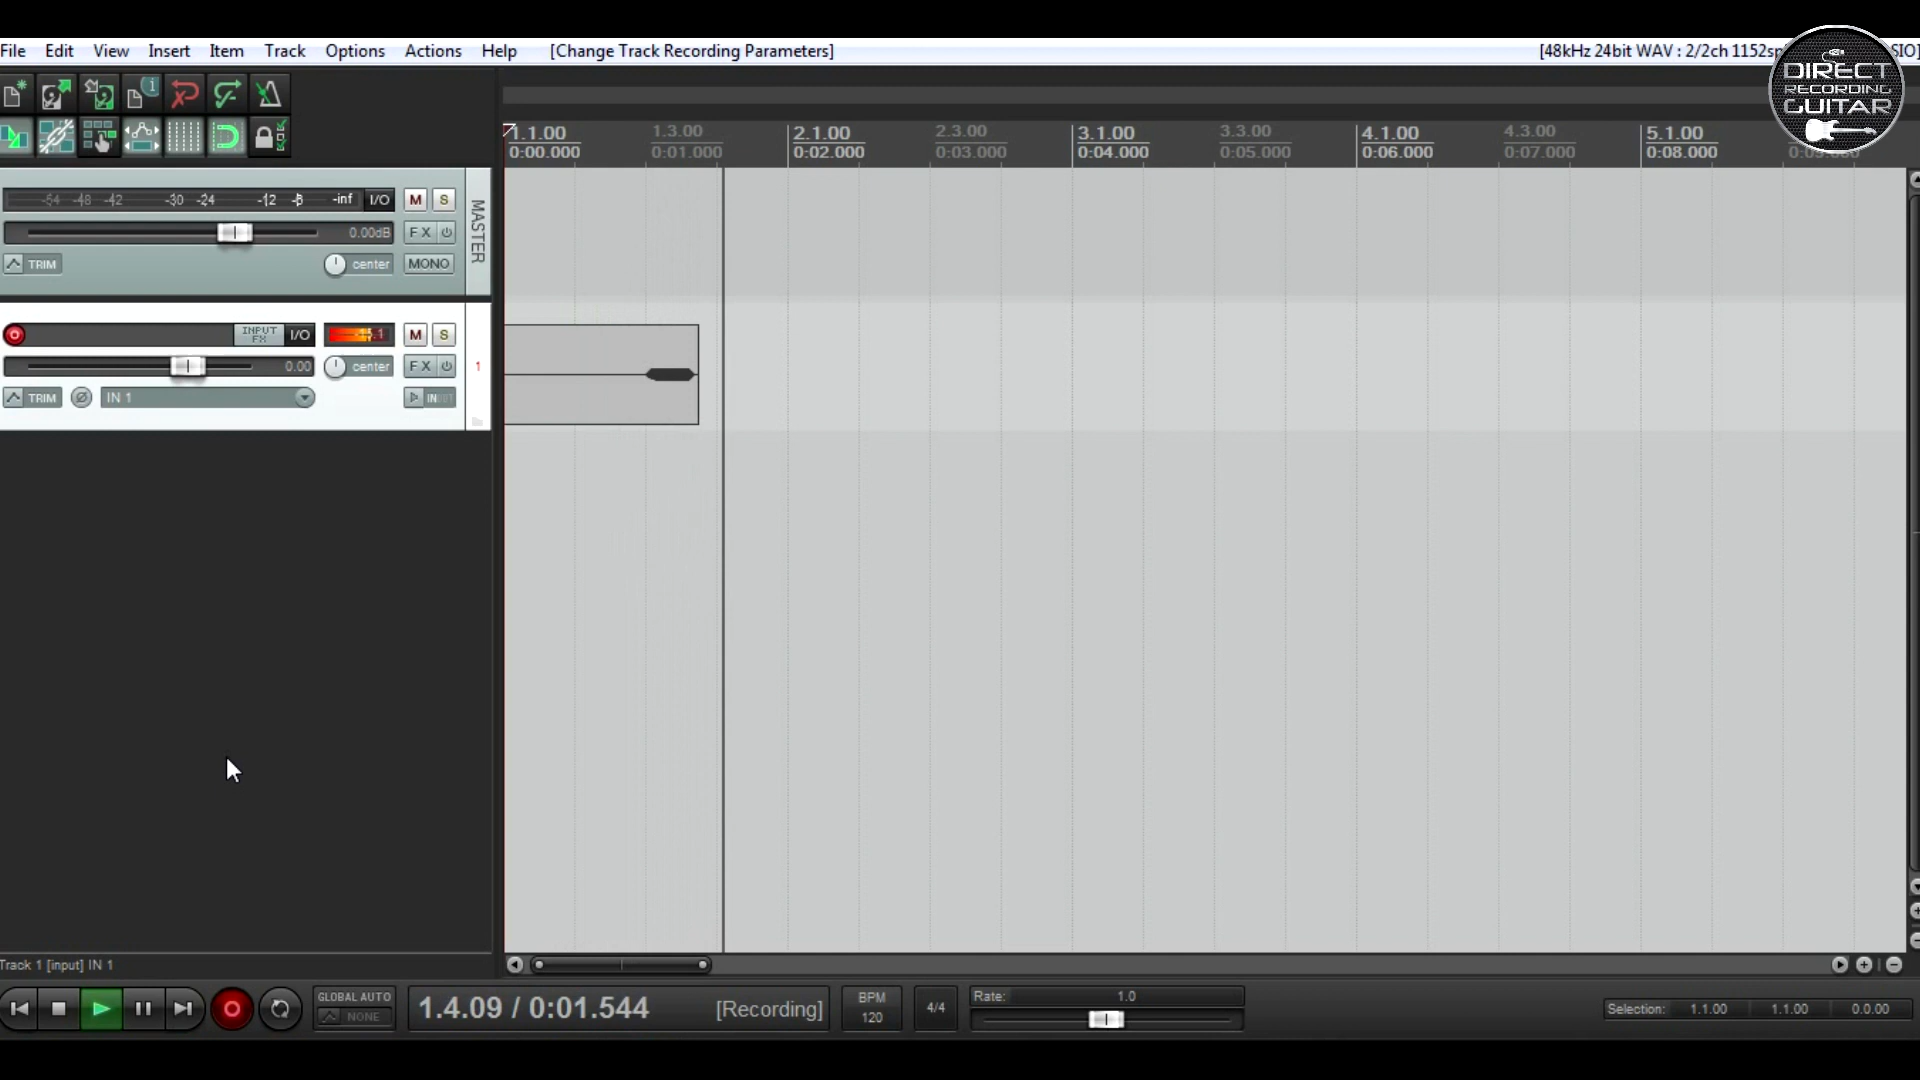 File Edit View Insert Item Track Options Actions Help [Change Track Recording Parameters]
[48kHz 24bit WAV : 2/2ch 1152sp
SIO]
DIRECT
RECORDING
GUITAR
1.1.00 1.3.00 2.1.00 2.3.00 3.1.00 3.3.00 4.1.00 4.3.00 5.1.00
0:00.000 0:01.000 0:02.000 0:03.000 0:04.000 0:05.000 0:06.000 0:07.000 0:08.000
-54 -48 -42 -30 -24 -12 -inf I/O M S
MASTER
0.00dB FX
TRIM center MONO
INPUT
FX
I/O M S
0.00 center FX 1
TRIM IN 1 IN
Track 1 [input] IN 1
GLOBAL AUTO
NONE
1.4.09 / 0:01.544 [Recording]
BPM
120
4/4
Rate: 1.0
Selection: 1.1.00 1.1.00 0.0.00